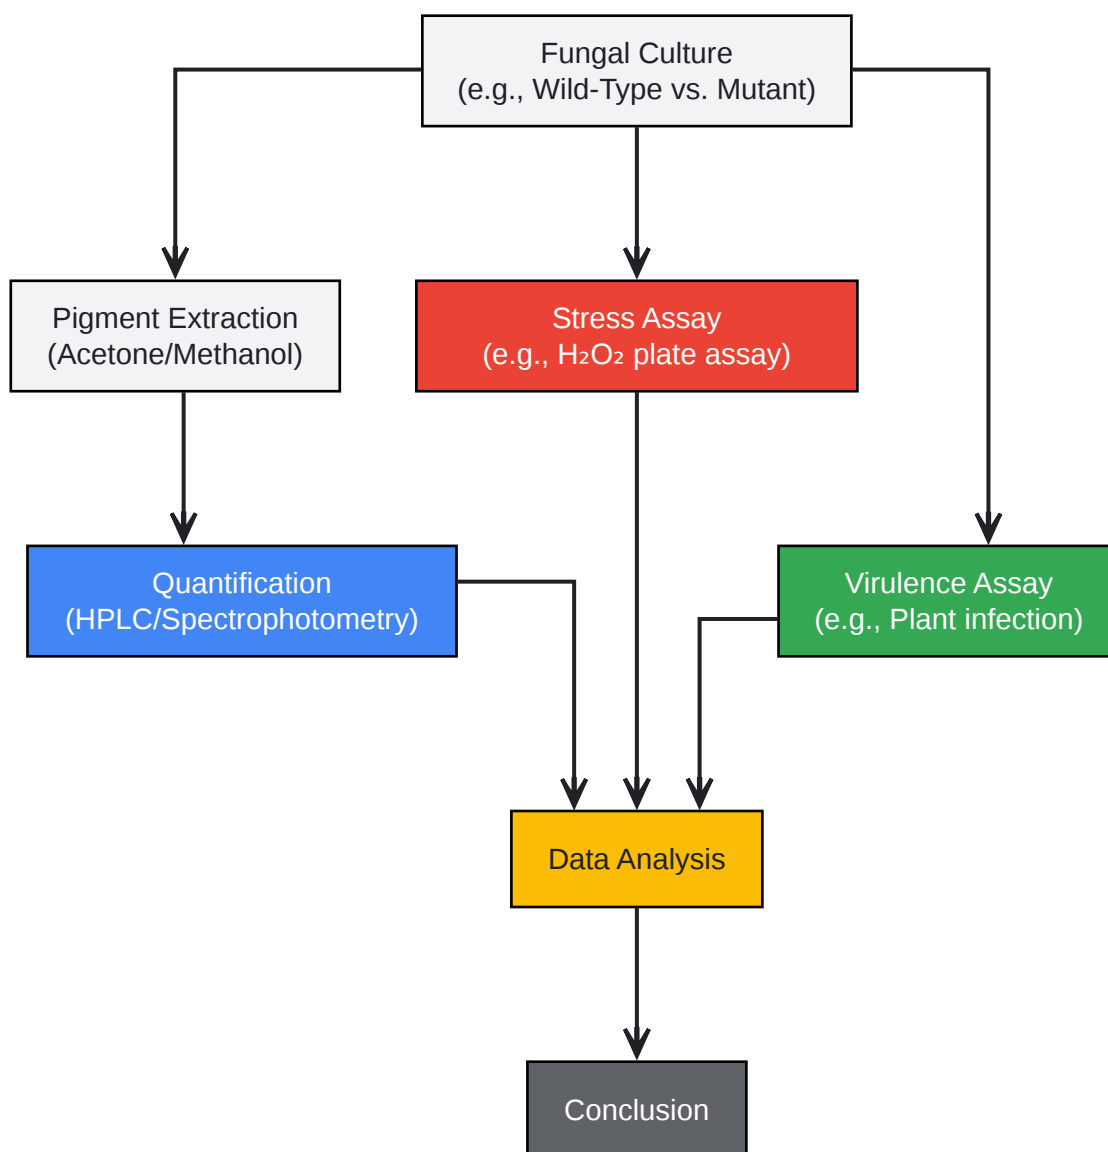 Fungal Culture
(e.g., Wild-Type vs. Mutant)
Pigment Extraction
(Acetone/Methanol)
Stress Assay
(e.g., H₂O₂ plate assay)
Quantification
(HPLC/Spectrophotometry)
Virulence Assay
(e.g., Plant infection)
Data Analysis
Conclusion